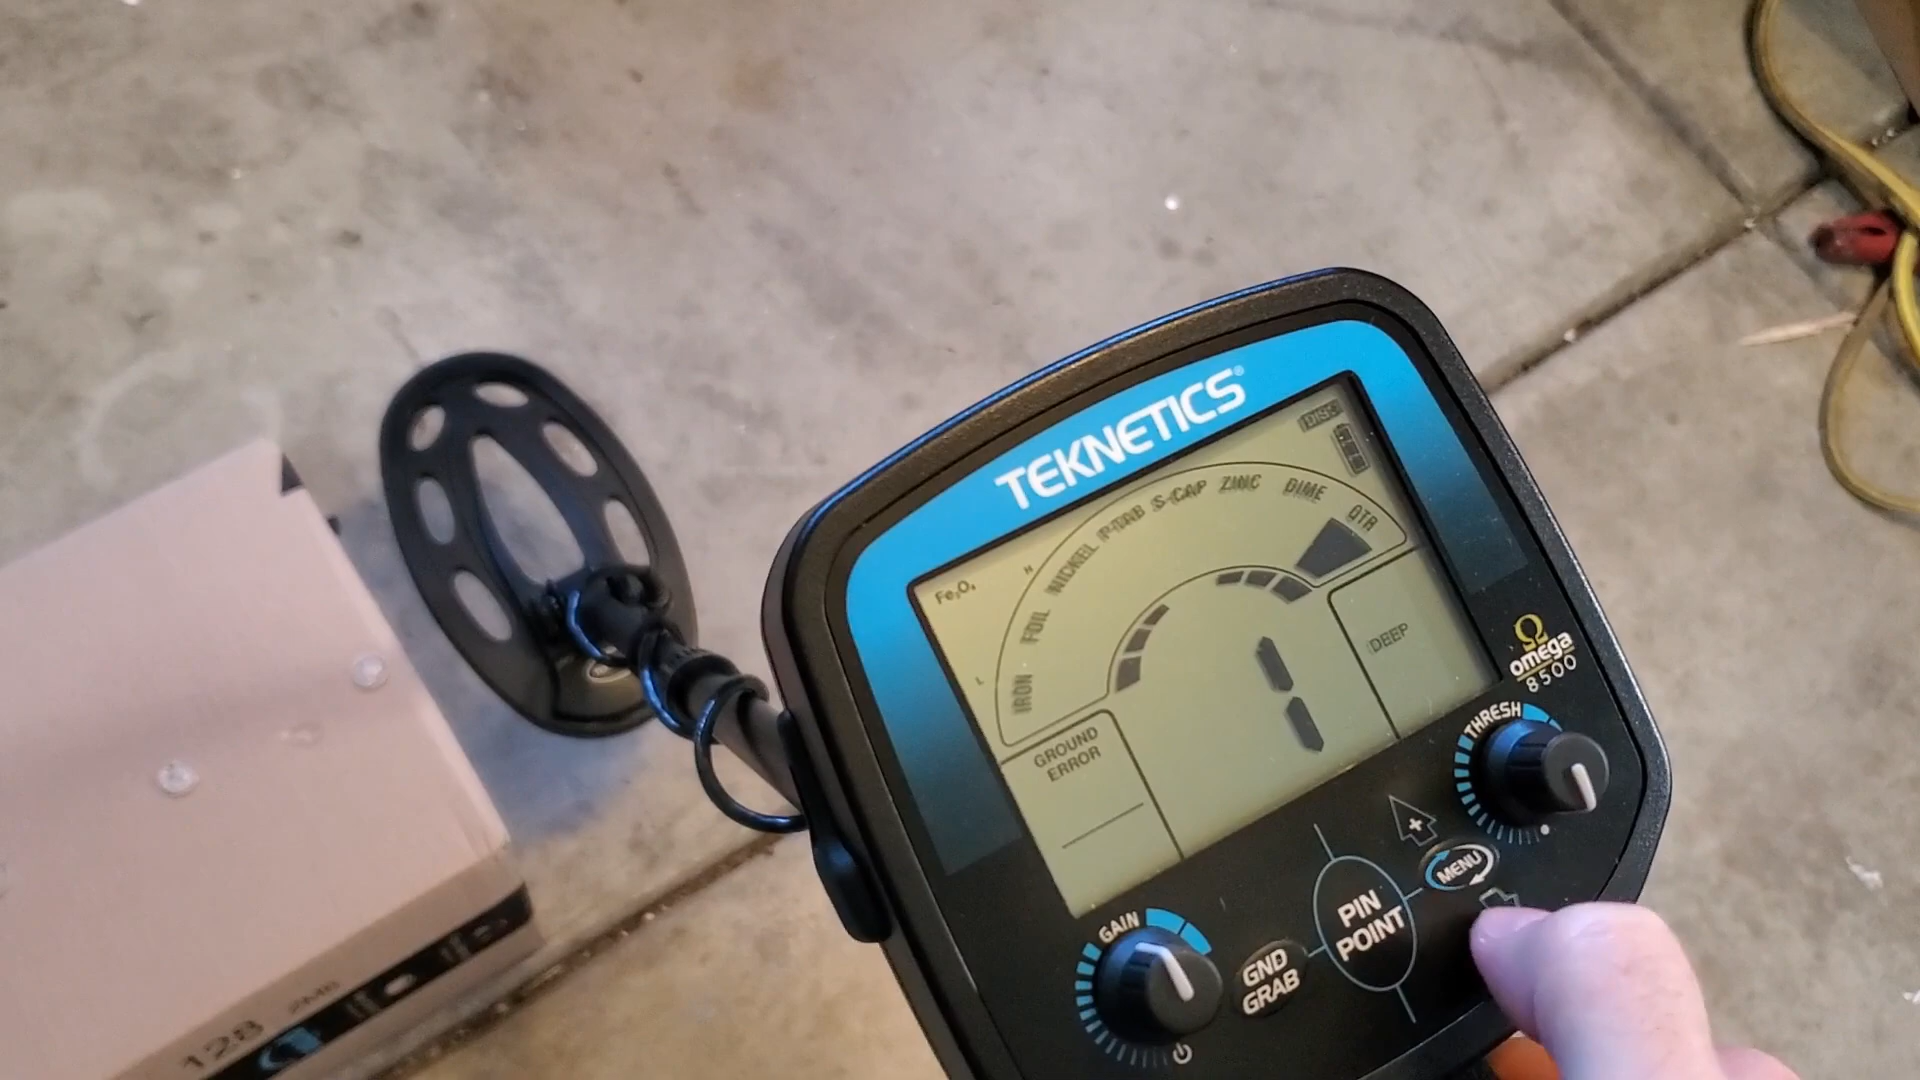 TEKNETICS®
DISC
Fe₃O₄
H
L
IRON
FOIL
NICKEL
P-TAB
S-CAP
ZINC
DIME
QTR
1
DEEP
GROUND
ERROR
Ω
omega
8500
THRESH
+
MENU
GAIN
PIN
POINT
GND
GRAB
128